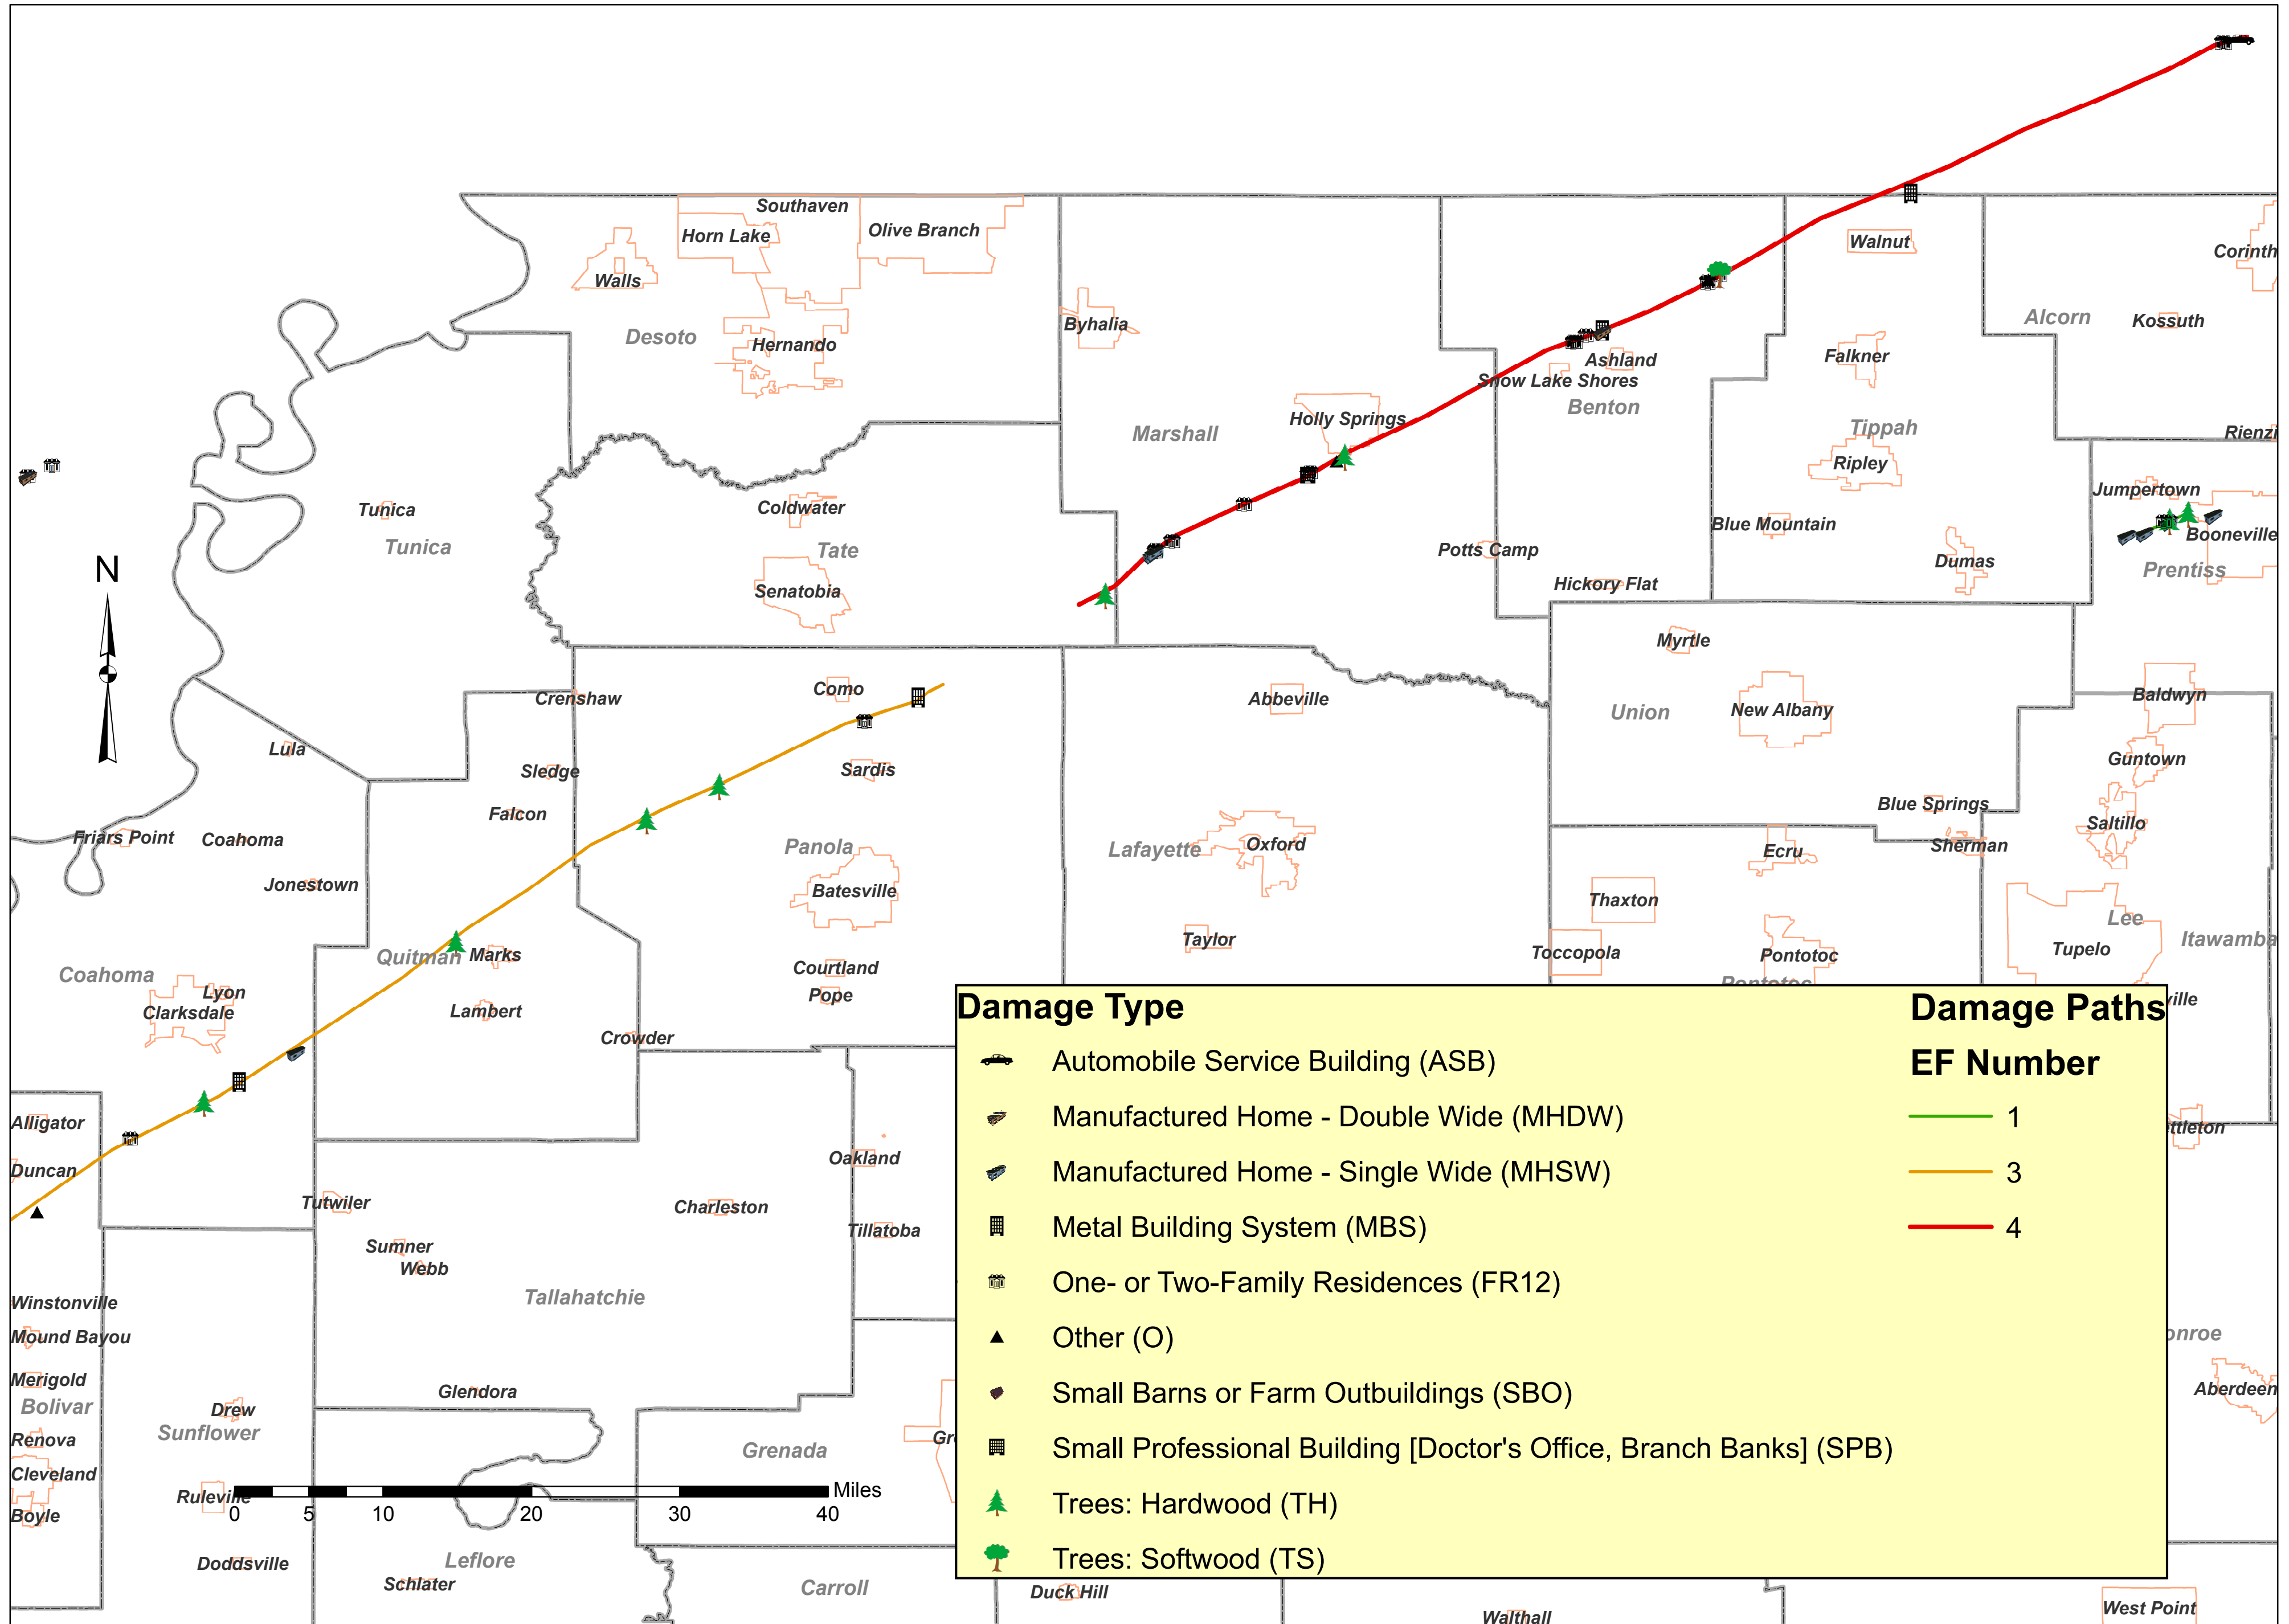 Southaven
Horn Lake
Olive Branch
Walnut
Corinth
Walls
Desoto
Alcorn
Kossuth
Byhalia
Hernando
Falkner
Ashland
Snow Lake Shores
Benton
Holly Springs
Marshall
Tippah
Rienzi
Ripley
Jumpertown
Coldwater
Tunica
Blue Mountain
Booneville
Tunica
Tate
Potts Camp
Dumas
Prentiss
N
Senatobia
Hickory Flat
Myrtle
Crenshaw
Como
Abbeville
Baldwyn
Union
New Albany
Lula
Sledge
Sardis
Guntown
Blue Springs
Falcon
Saltillo
Friars Point
Coahoma
Panola
Lafayette
Oxford
Ecru
Sherman
Jonestown
Batesville
Thaxton
Lee
Taylor
Itawamba
Quitman
Marks
Toccopola
Pontotoc
Tupelo
Coahoma
Courtland
Pontotoc
Lyon
Pope
ville
Clarksdale
Lambert
Crowder
Alligator
ttleton
Duncan
Oakland
Tutwiler
Charleston
Tillatoba
Sumner
Webb
Tallahatchie
Winstonville
Mound Bayou
onroe
Merigold
Glendora
Aberdeen
Bolivar
Drew
Sunflower
Renova
Grenada
Gr
Cleveland
Ruleville
Miles
Boyle
0 5 10 20 30 40
Doddsville
Leflore
Schlater
Carroll
Duck Hill
Walthall
West Point
Damage Type
Automobile Service Building (ASB)
Manufactured Home - Double Wide (MHDW)
Manufactured Home - Single Wide (MHSW)
Metal Building System (MBS)
One- or Two-Family Residences (FR12)
Other (O)
Small Barns or Farm Outbuildings (SBO)
Small Professional Building [Doctor's Office, Branch Banks] (SPB)
Trees: Hardwood (TH)
Trees: Softwood (TS)
Damage Paths
EF Number
1
3
4